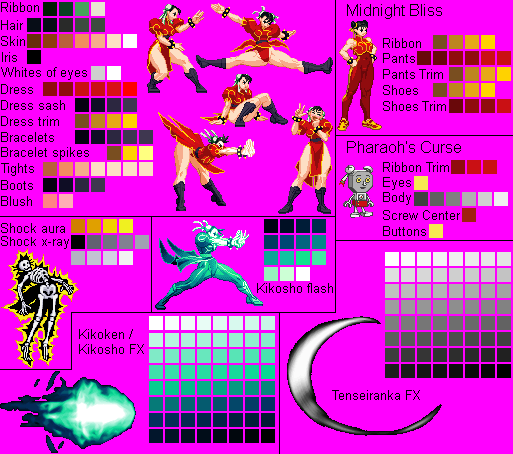 Ribbon
Hair
Skin
Iris
Whites of eyes
Dress
Dress sash
Dress trim
Bracelets
Bracelet spikes
Tights
Boots
Blush
Midnight Bliss
Ribbon
Pants
Pants Trim
Shoes
Shoes Trim
Pharaoh's Curse
Ribbon Trim
Eyes
Body
Screw Center
Buttons
Shock aura
Shock x-ray
Kikosho flash
Kikoken /
Kikosho FX
Tenseiranka FX